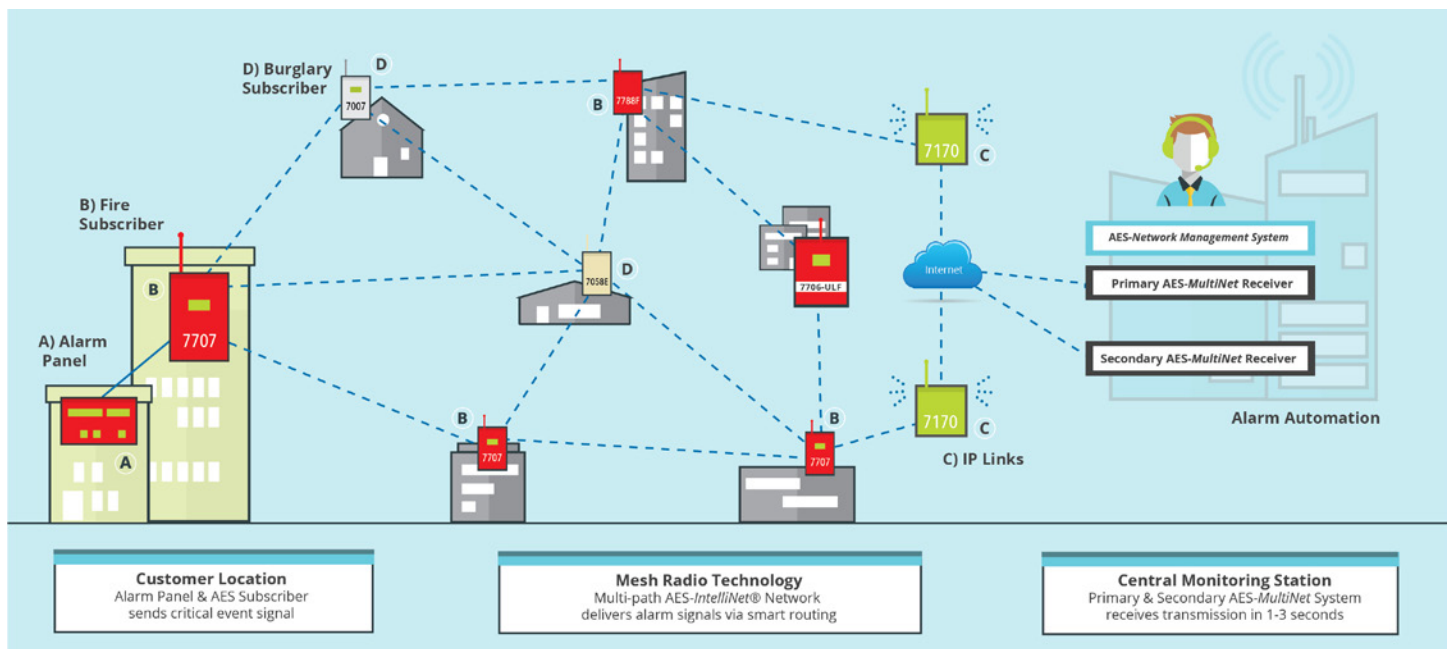 D) Burglary
Subscriber
D
7007
B
7788F
7170
C
B) Fire
Subscriber
B
7707
D
7058E
7706-ULF
Internet
AES-Network Management System
Primary AES-MultiNet Receiver
Secondary AES-MultiNet Receiver
Alarm Automation
A) Alarm
Panel
A
B
7707
B
7707
7170
C
C) IP Links
Customer Location
Alarm Panel & AES Subscriber
sends critical event signal
Mesh Radio Technology
Multi-path AES-IntelliNet® Network
delivers alarm signals via smart routing
Central Monitoring Station
Primary & Secondary AES-MultiNet System
receives transmission in 1-3 seconds